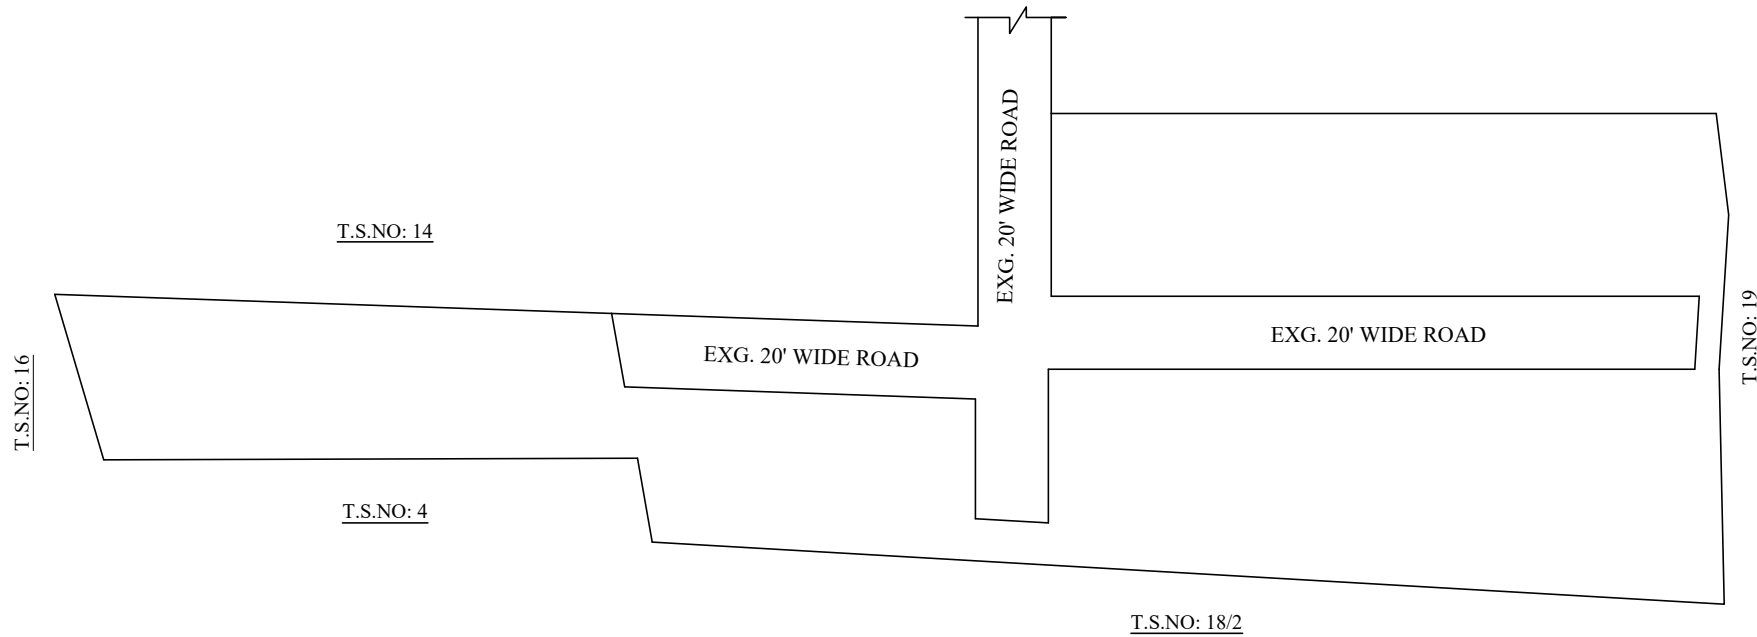 EXG. 20' WIDE ROAD
T.S.NO: 14
EXG. 20' WIDE ROAD
EXG. 20' WIDE ROAD
T.S.NO: 19
T.S.NO: 16
T.S.NO: 4
T.S.NO: 18/2